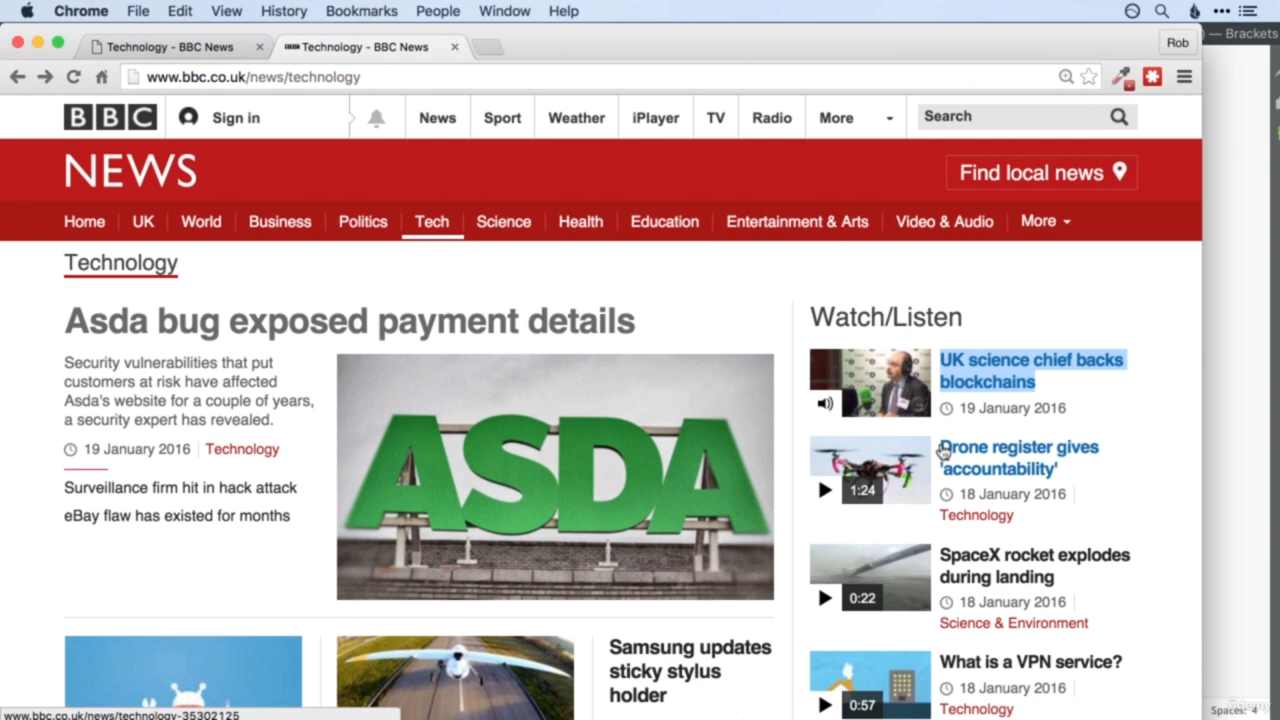 Chrome File Edit View History Bookmarks People Window Help
Technology - BBC News
Technology - BBC News
Rob
— Brackets
www.bbc.co.uk/news/technology
BBC Sign in News Sport Weather iPlayer TV Radio More Search
NEWS
Find local news
Home UK World Business Politics Tech Science Health Education Entertainment & Arts Video & Audio More
Technology
Asda bug exposed payment details
Security vulnerabilities that put
customers at risk have affected
Asda's website for a couple of years,
a security expert has revealed.
19 January 2016 Technology
Surveillance firm hit in hack attack
eBay flaw has existed for months
ASDA
Samsung updates
sticky stylus
holder
Watch/Listen
UK science chief backs
blockchains
19 January 2016
Drone register gives
'accountability'
1:24
18 January 2016
Technology
SpaceX rocket explodes
during landing
0:22
18 January 2016
Science & Environment
What is a VPN service?
0:57
18 January 2016
Technology
www.bbc.co.uk/news/technology-35302125
Spaces: 4